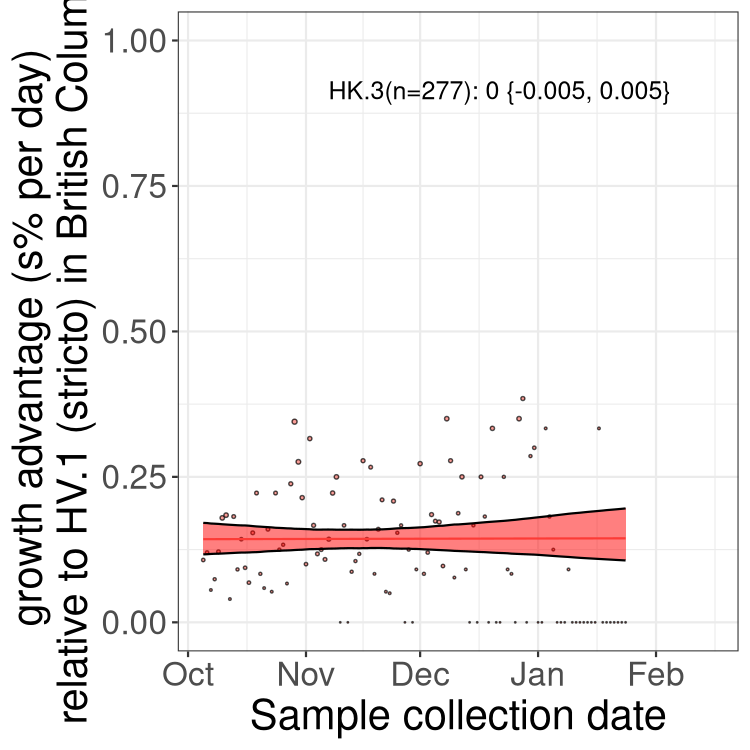 growth advantage (s% per day)
relative to HV.1 (stricto) in British Colum
1.00
0.75
0.50
0.25
0.00
HK.3(n=277): 0 {-0.005, 0.005}
Oct Nov Dec Jan Feb
Sample collection date